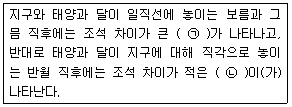 지구와 태양과 달이 일직선에 놓이는 보름과 그
믐 직후에는 조석 차이가 큰 ( ㉠ )가 나타나고,
반대로 태양과 달이 지구에 대해 직각으로 놓이
는 반월 직후에는 조석 차이가 적은 ( ㉡ )이(가)
나타난다.